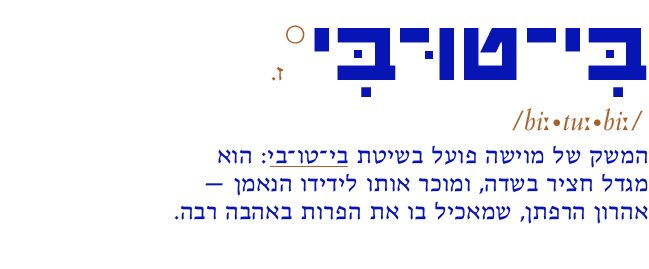 בִּי־טוּ־בִּי
ז.
/biː•tuː•biː/
המשק של מוישה פועל בשיטת בי־טו־בי: הוא
מגדל חציר בשדה, ומוכר אותו לידידו הנאמן –
אהרון הרפתן, שמאכיל בו את הפרות באהבה רבה.